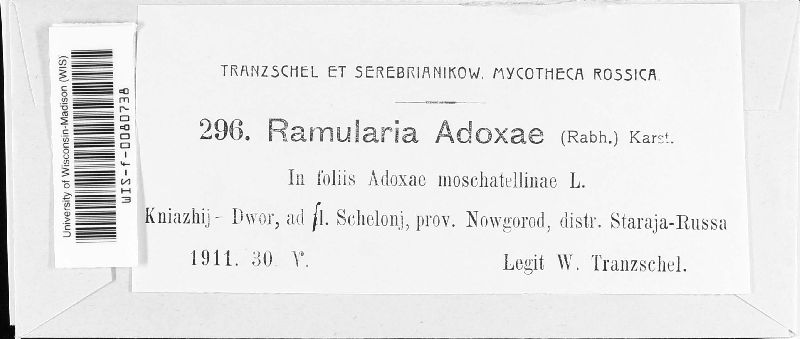 University of Wisconsin-Madison (WIS)
WIS-f-0080738
TRANZSCHEL ET SEREBRIANIKOW. MYCOTHECA ROSSICA.
296. Ramularia Adoxae (Rabh.) Karst.
In foliis Adoxae moschatellinae L.
Kniazhij- Dwor, ad fl. Schelonj, prov. Nowgorod, distr. Staraja-Russa
1911. 30. V. Legit W. Tranzschel.